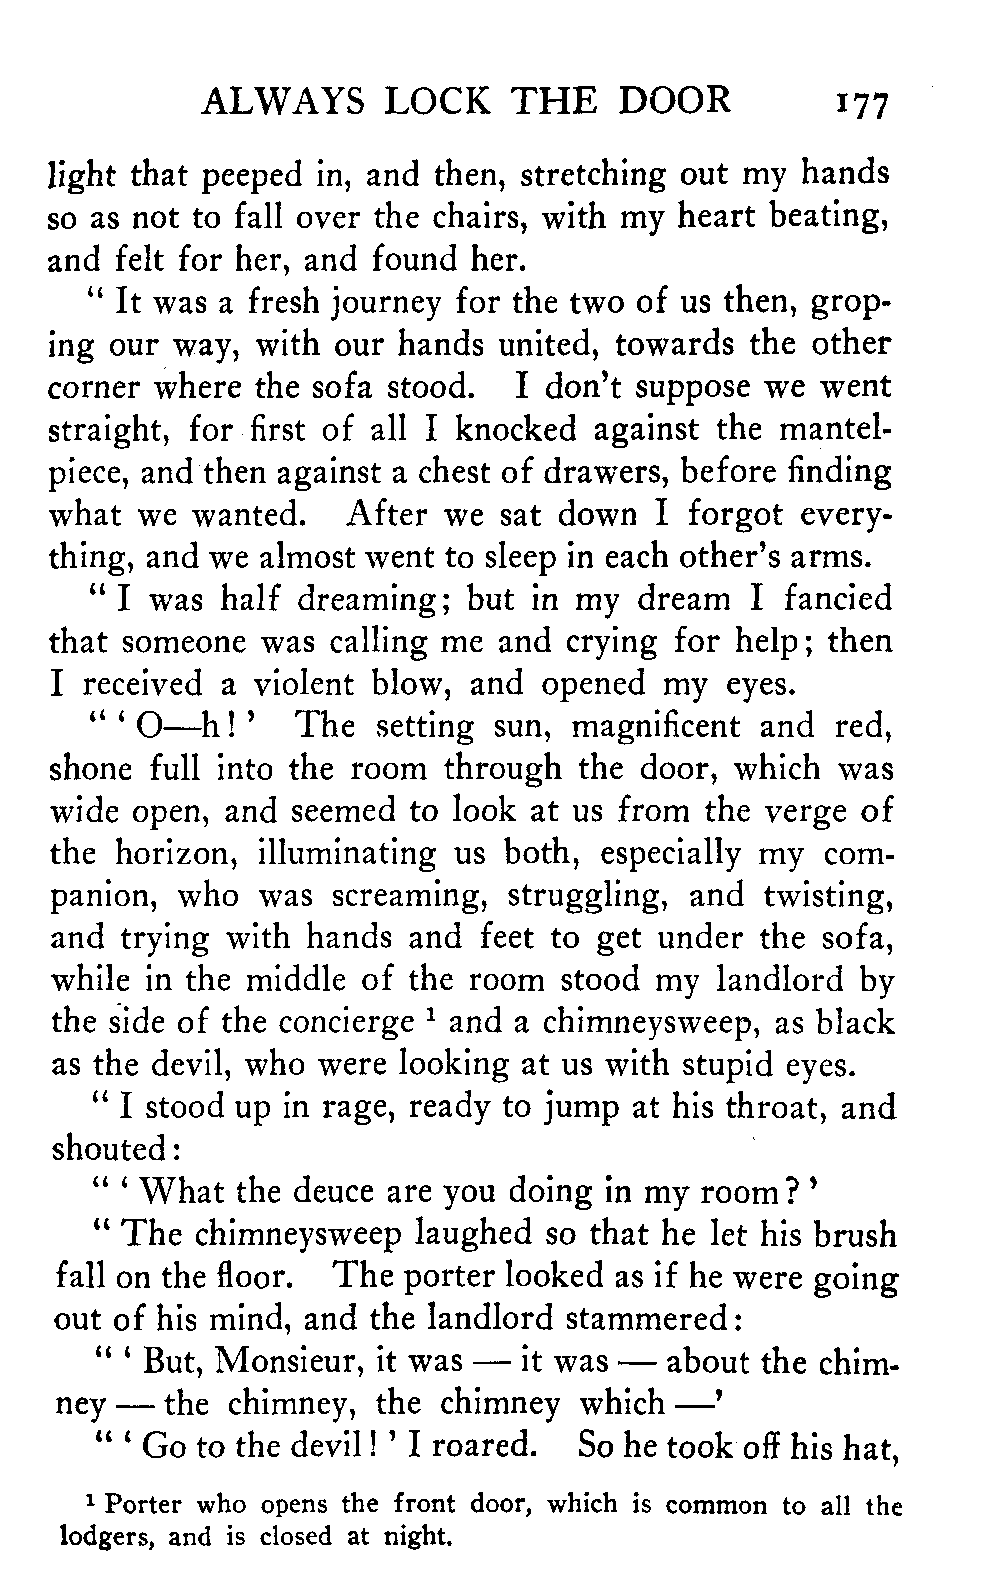 ALWAYS LOCK THE DOOR 177
light that peeped in, and then, stretching out my hands
so as not to fall over the chairs, with my heart beating,
and felt for her, and found her.
“ It was a fresh journey for the two of us then, grop-
ing our way, with our hands united, towards the other
corner where the sofa stood. I don’t suppose we went
straight, for first of all I knocked against the mantel-
piece, and then against a chest of drawers, before finding
what we wanted. After we sat down I forgot every-
thing, and we almost went to sleep in each other’s arms.
“ I was half dreaming; but in my dream I fancied
that someone was calling me and crying for help; then
I received a violent blow, and opened my eyes.
“ ‘ O—h! ’ The setting sun, magnificent and red,
shone full into the room through the door, which was
wide open, and seemed to look at us from the verge of
the horizon, illuminating us both, especially my com-
panion, who was screaming, struggling, and twisting,
and trying with hands and feet to get under the sofa,
while in the middle of the room stood my landlord by
the side of the concierge ¹ and a chimneysweep, as black
as the devil, who were looking at us with stupid eyes.
“ I stood up in rage, ready to jump at his throat, and
shouted:
“ ‘ What the deuce are you doing in my room? ’
“ The chimneysweep laughed so that he let his brush
fall on the floor. The porter looked as if he were going
out of his mind, and the landlord stammered:
“ ‘ But, Monsieur, it was — it was — about the chim-
ney — the chimney, the chimney which —’
“ ‘ Go to the devil! ’ I roared. So he took off his hat,
¹ Porter who opens the front door, which is common to all the
lodgers, and is closed at night.